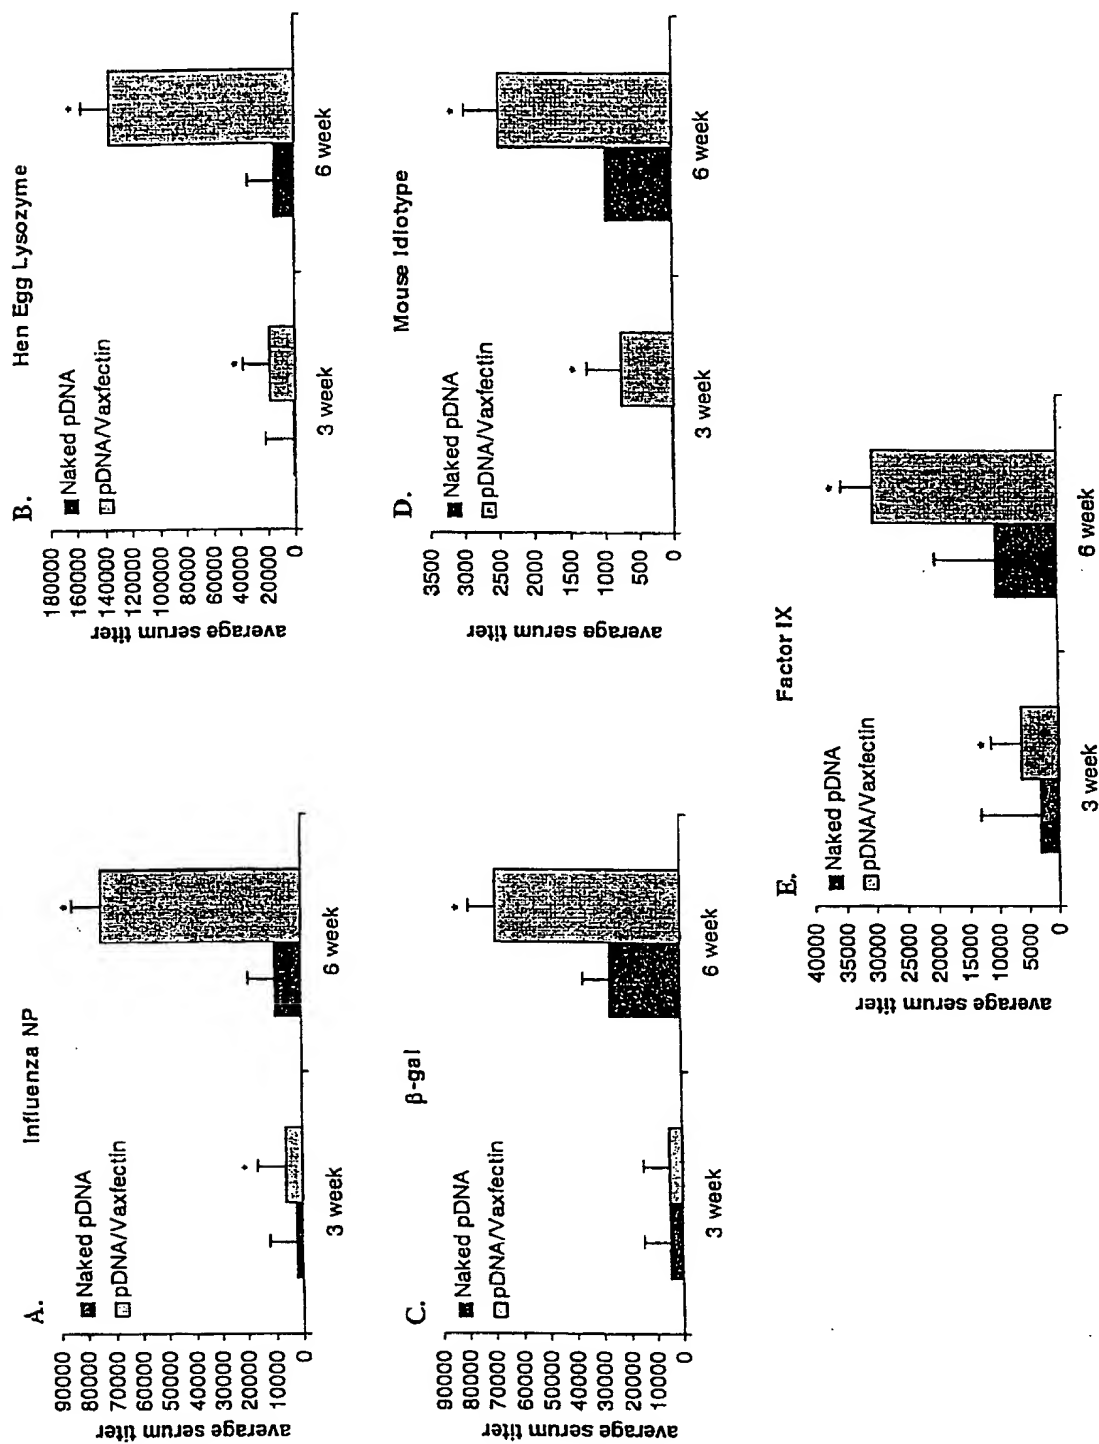 A.
Influenza NP
Naked pDNA
pDNA/Vaxfectin
average serum titer
90000
80000
70000
60000
50000
40000
30000
20000
10000
0
*
*
3 week
6 week
B.
Hen Egg Lysozyme
Naked pDNA
pDNA/Vaxfectin
average serum titer
180000
160000
140000
120000
100000
80000
60000
40000
20000
0
*
*
3 week
6 week
C.
β-gal
Naked pDNA
pDNA/Vaxfectin
average serum titer
90000
80000
70000
60000
50000
40000
30000
20000
10000
0
*
3 week
6 week
D.
Mouse Idiotype
Naked pDNA
pDNA/Vaxfectin
average serum titer
3500
3000
2500
2000
1500
1000
500
0
*
*
3 week
6 week
E.
Factor IX
Naked pDNA
pDNA/Vaxfectin
average serum titer
40000
35000
30000
25000
20000
15000
10000
5000
0
*
*
3 week
6 week